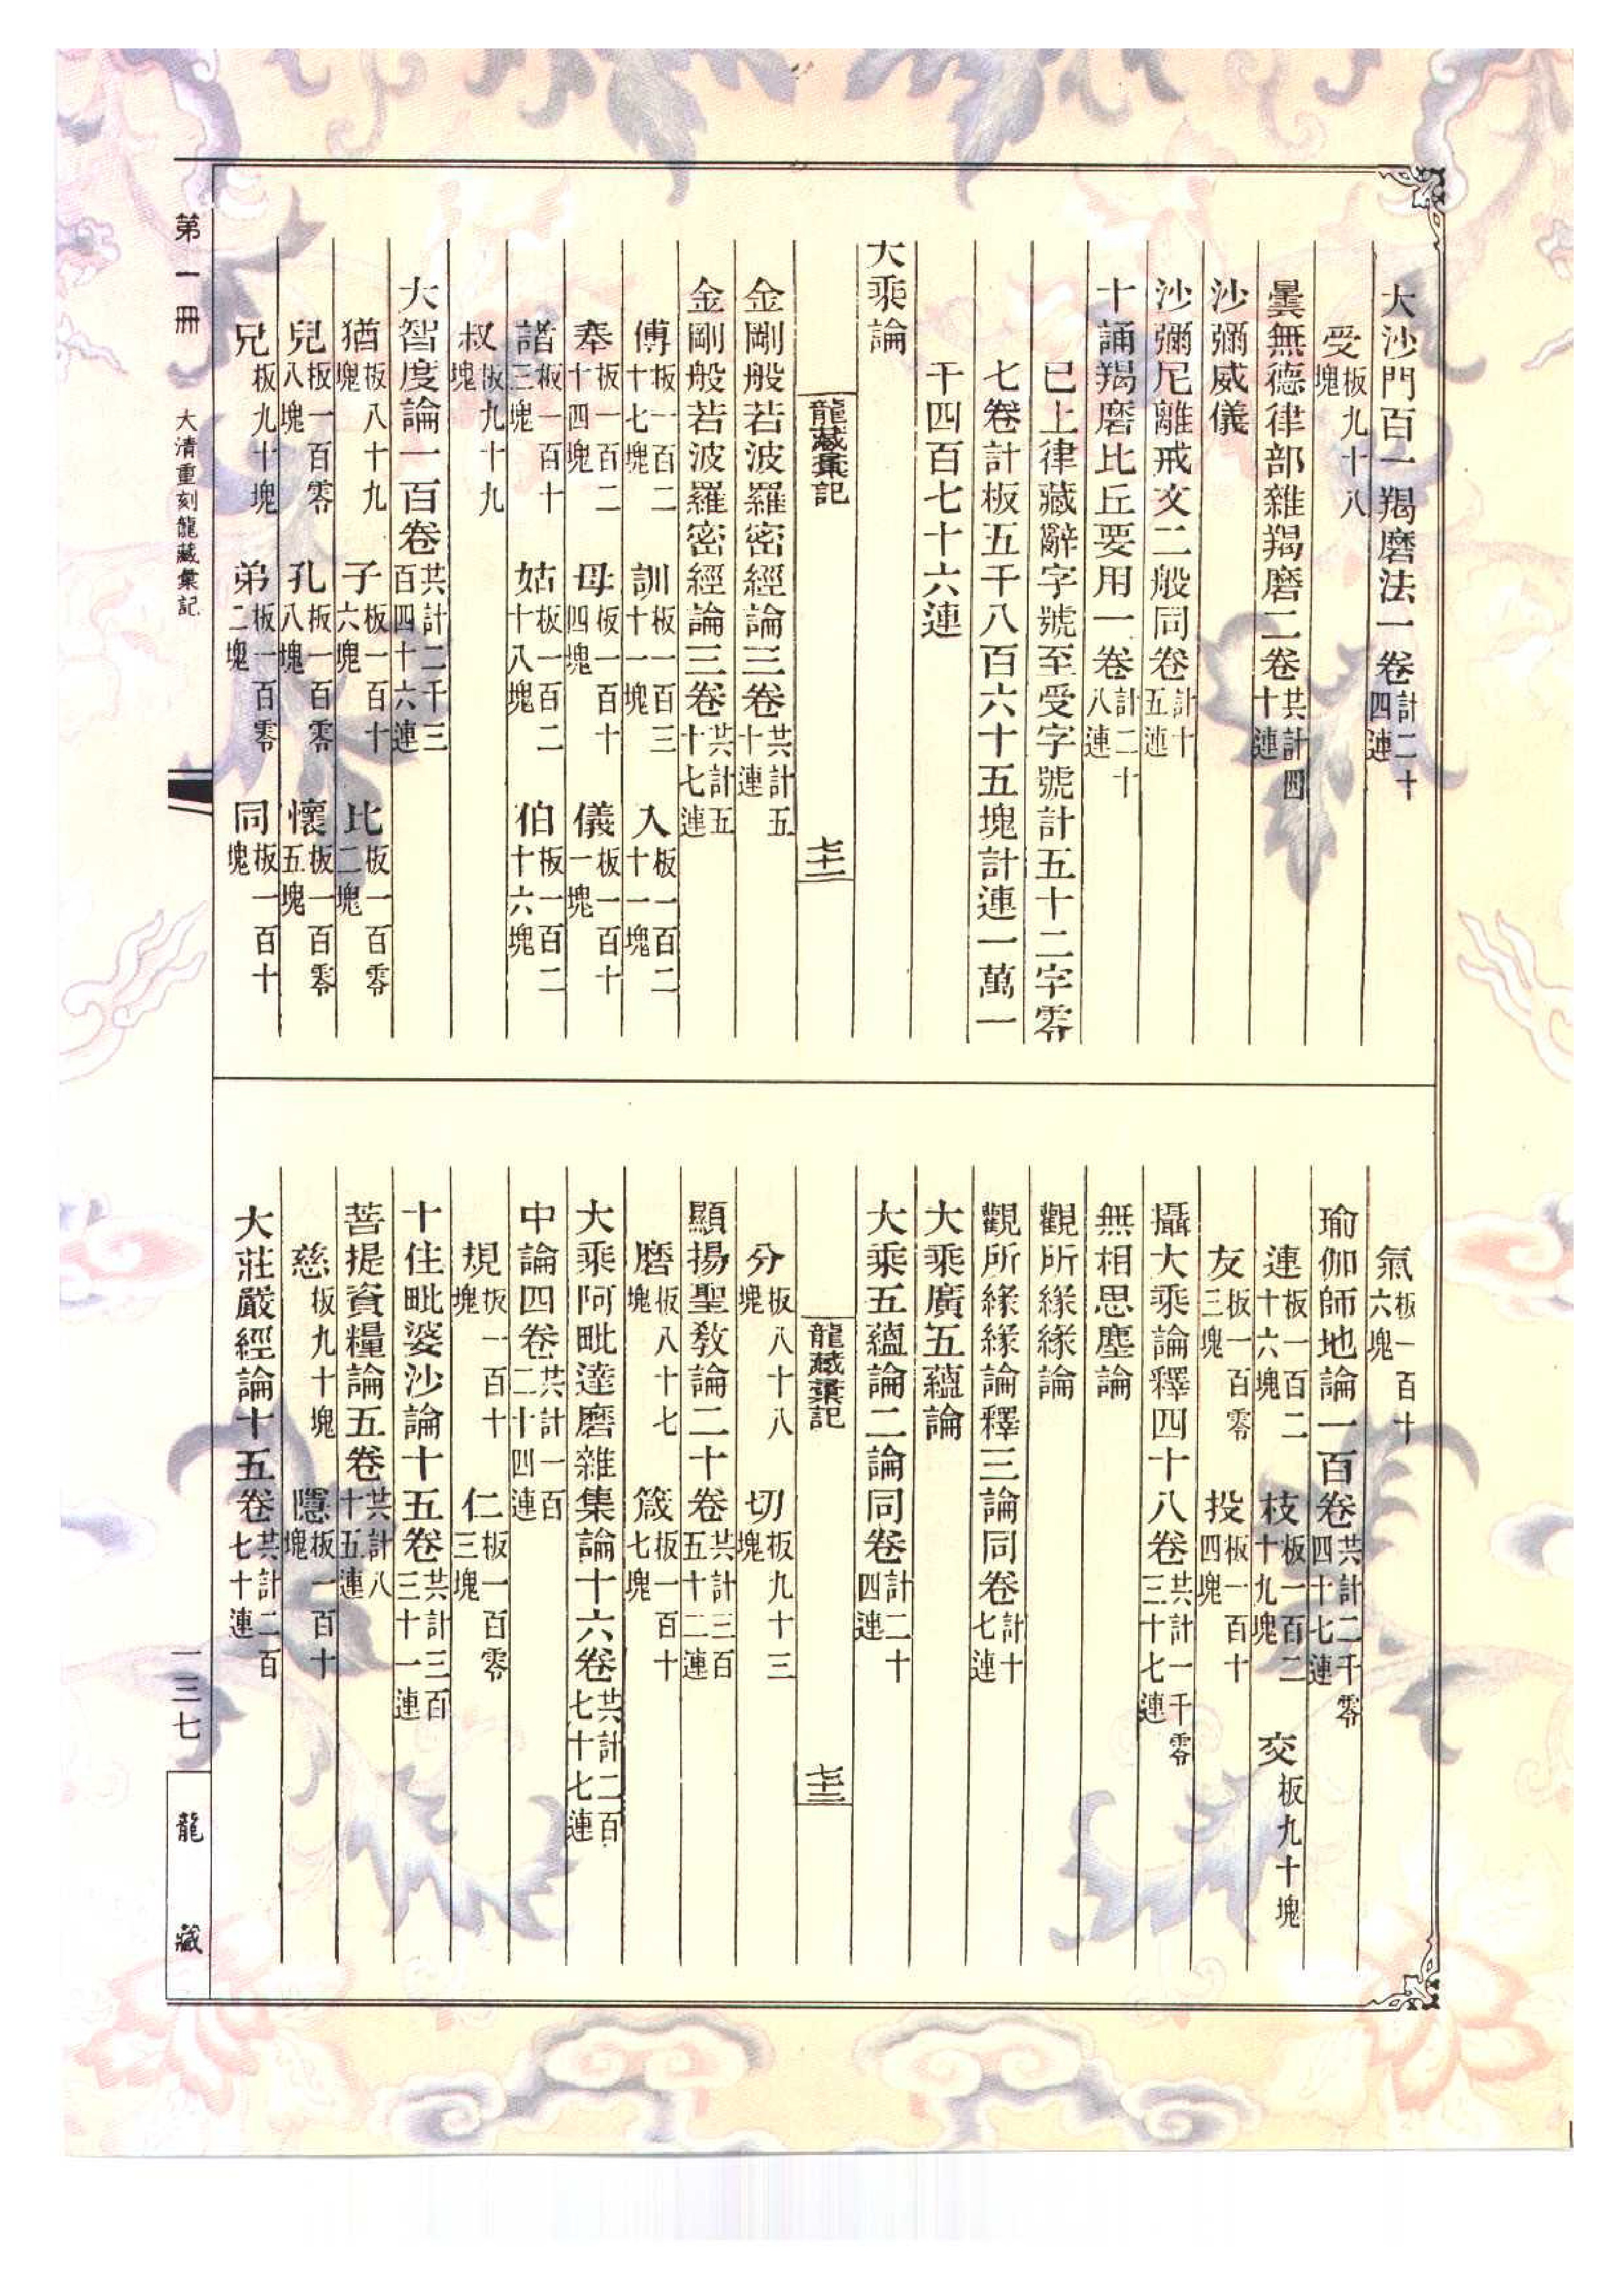 大沙門百一羯磨法一卷計二十四連
受板九十八塊
曇無德律部雜羯磨二卷共計四十連
沙彌威儀
沙彌尼離戒文二般同卷計十五連
十誦羯磨比丘要用一卷計二十八連
已上律藏辭字號至受字號計五十二字零
七卷計板五千八百六十五塊計連一萬一
千四百七十六連
大乘論
龍藏彙記 七十二
金剛般若波羅密經論三卷共計五十連
金剛般若波羅密經論三卷共計五十七連
傅板一百二十七塊 訓板一百三十一塊 入板一百二十一塊
奉板一百二十四塊 母板一百十四塊 儀板一百十一塊
諸板一百十三塊 姑板一百二十八塊 伯板一百二十六塊
叔板九十九塊
大智度論一百卷共計二千三百四十六連
猶板八十九塊 子板一百十六塊 比板一百零二塊
兒板一百零八塊 孔板一百零八塊 懷板一百零五塊
兄板九十塊 弟板一百零二塊 同板一百十塊
氣板一百十六塊
瑜伽師地論一百卷共計二千零四十七連
連板一百二十六塊 枝板一百二十九塊 交板九十塊
友板一百零三塊 投板一百十四塊
攝大乘論釋四十八卷共計一千零三十七連
無相思塵論
觀所緣緣論
觀所緣緣論釋三論同卷計十七連
大乘廣五蘊論
大乘五蘊論二論同卷計二十四連
龍藏彙記 七十三
分板八十八塊 切板九十三塊
顯揚聖教論二十卷共計三百五十二連
磨板八十七塊 箴板一百十七塊
大乘阿毗達磨雜集論十六卷共計二百七十七連
中論四卷共計一百二十四連
規板一百十塊 仁板一百零三塊
十住毗婆沙論十五卷共計三百三十一連
菩提資糧論五卷共計八十五連
慈板九十塊 隱板一百十塊
大莊嚴經論十五卷共計二百七十連
第一冊 大清重刻龍藏彙記 一三七 龍藏